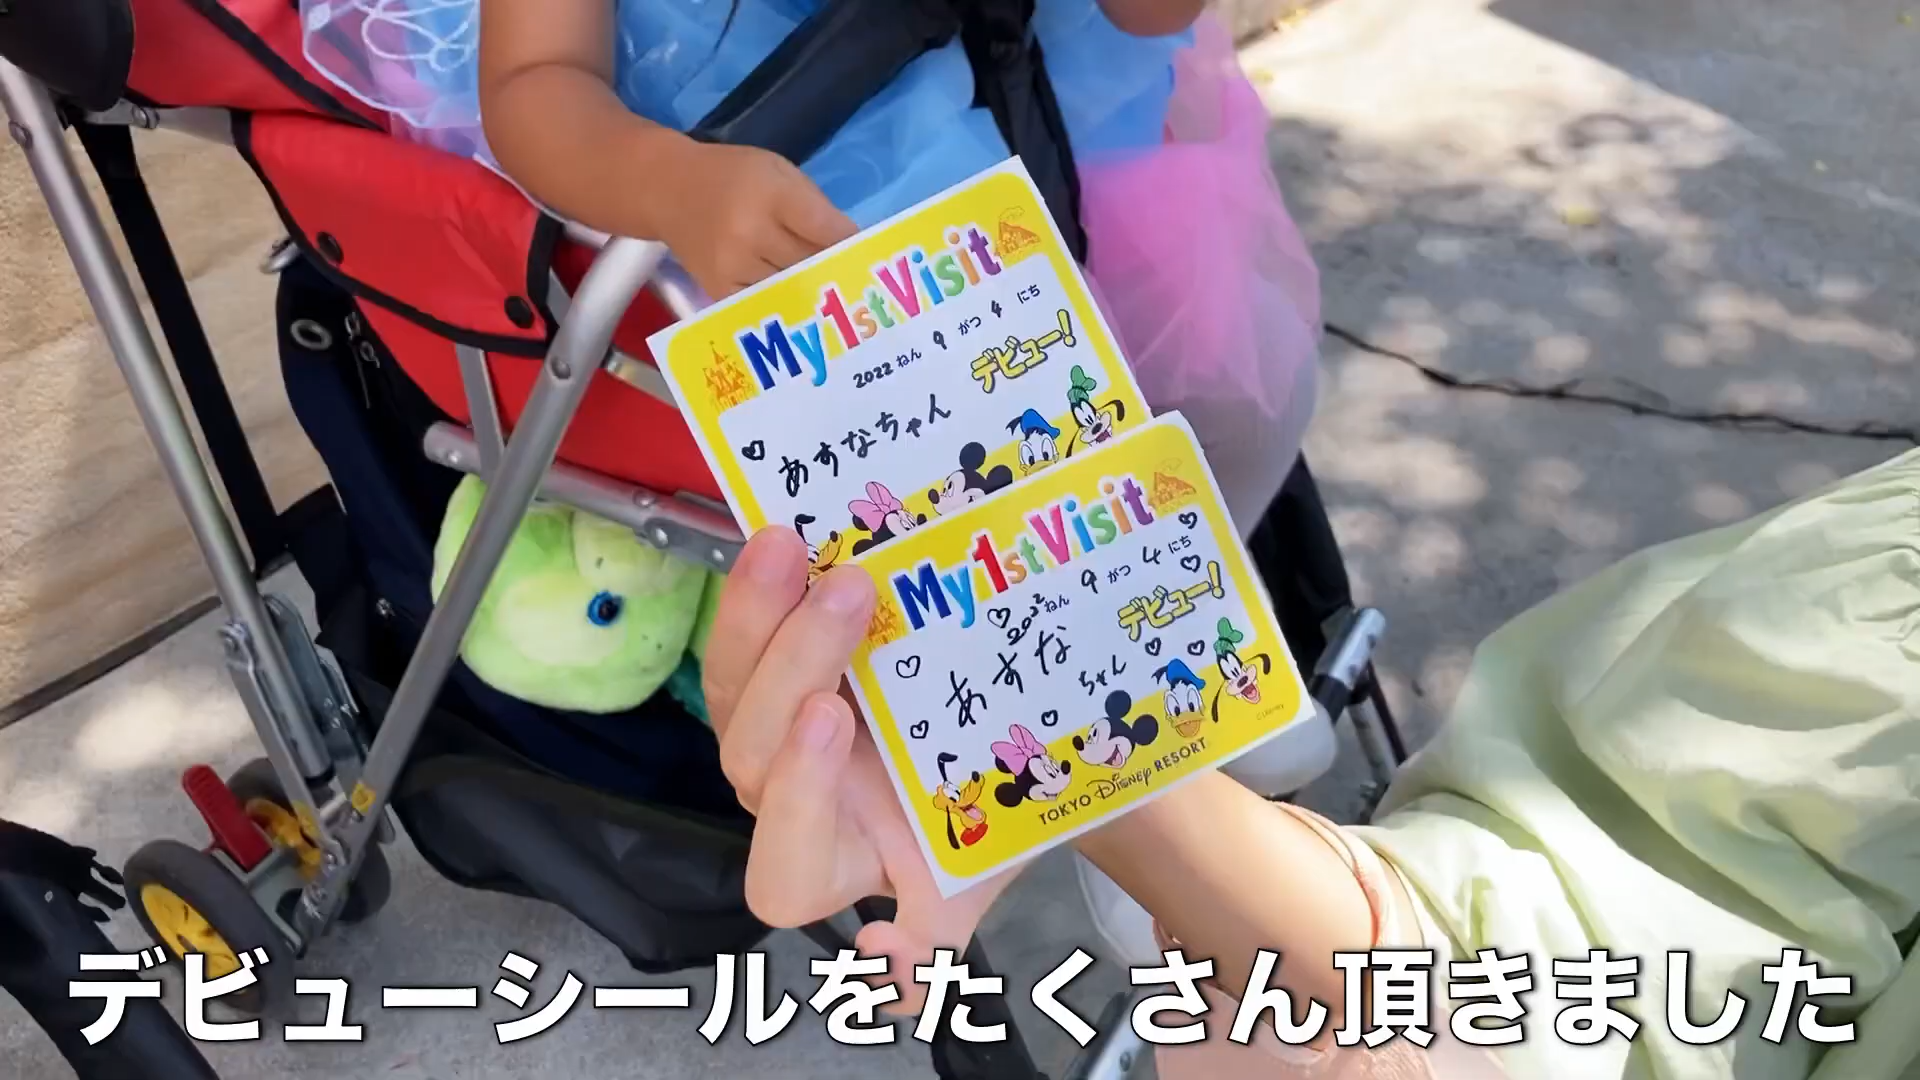 My 1st Visit
2022 ねん 9 がつ 4 にち
デビュー!
あすなちゃん
My 1st Visit
2022 ねん 9 がつ 4 にち
デビュー!
あすな
ちゃん
TOKYO DISNEY RESORT
デビューシールをたくさん頂きました